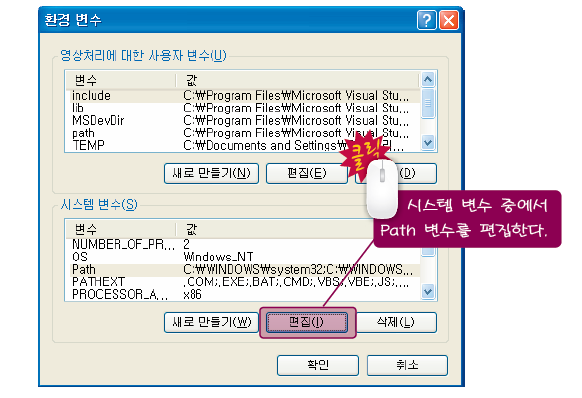 환경 변수
영상처리에 대한 사용자 변수(U)
변수 값
include C:₩Program Files₩Microsoft Visual Stu,,,
lib C:₩Program Files₩Microsoft Visual Stu,,,
MSDevDir C:₩Program Files₩Microsoft Visual Stu,,,
path C:₩Program Files₩Microsoft Visual Stu,,,
TEMP C:₩Documents and Settings₩
클릭
새로 만들기(N) 편집(E) (D)
시스템 변수 중에서
Path 변수를 편집한다.
시스템 변수(S)
변수 값
NUMBER_OF_PR,,, 2
OS Windows_NT
Path C:₩WINDOWS₩system32;C:₩WINDOWS,,,
PATHEXT ,COM;,EXE;,BAT;,CMD;,VBS;,VBE;,JS;,,,,
PROCESSOR_A,,, x86
새로 만들기(W) 편집(I) 삭제(L)
확인 취소